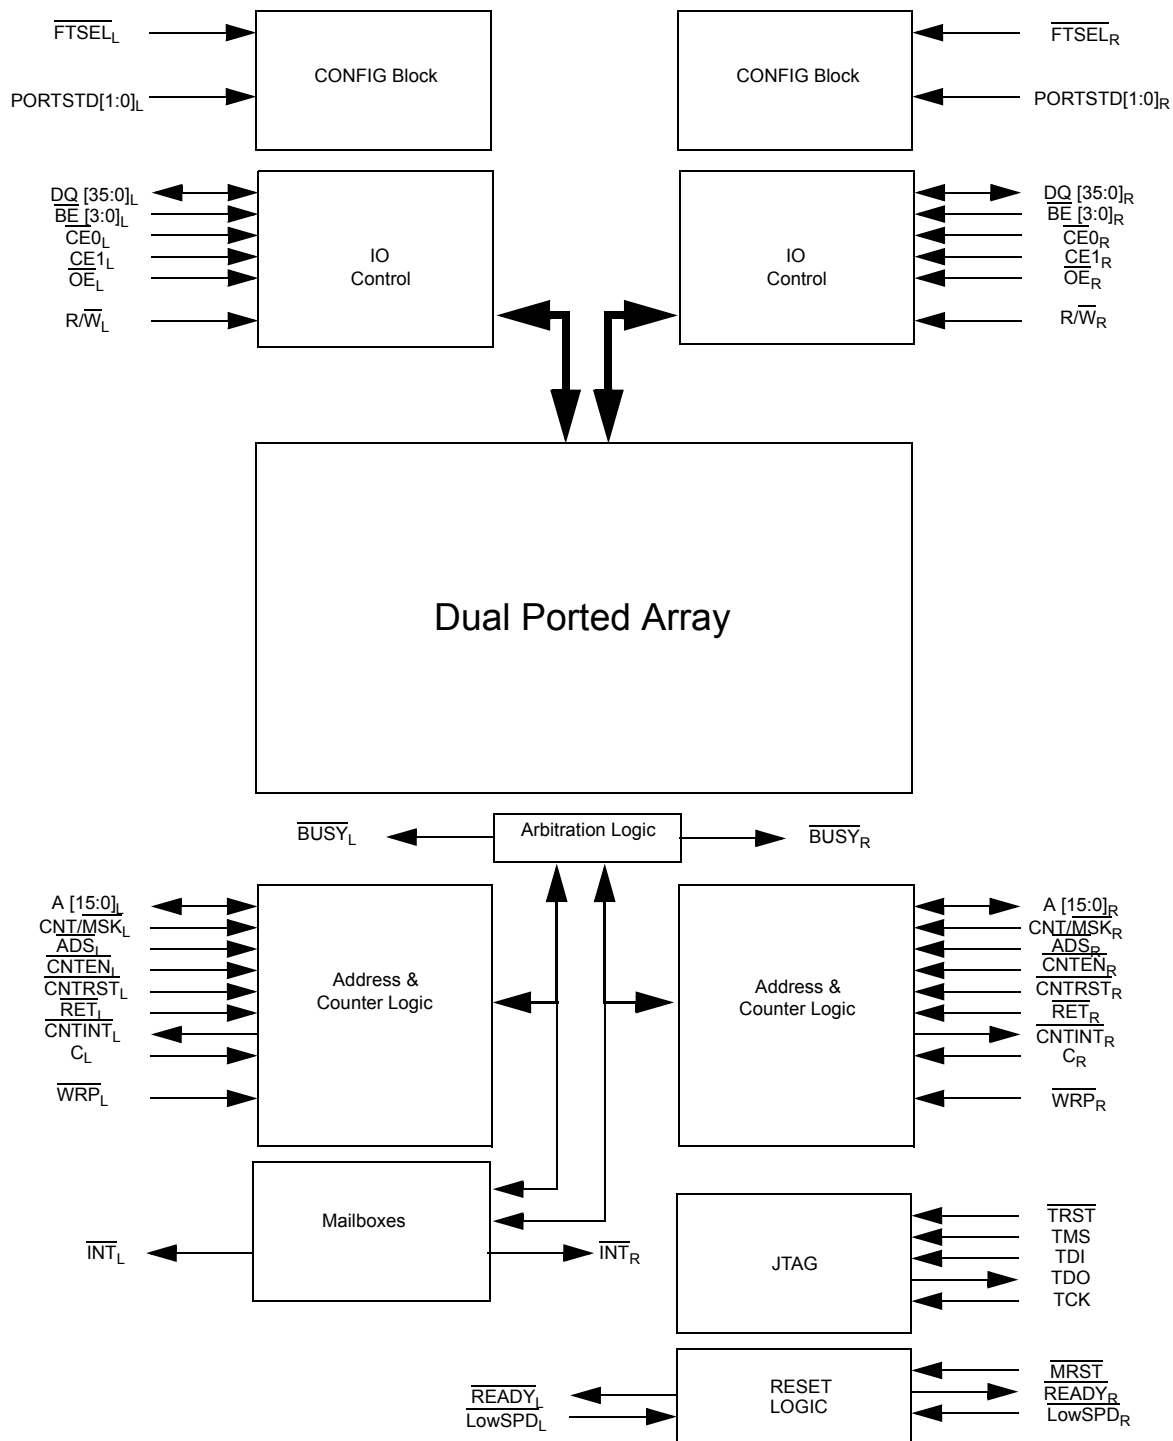 FTSEL_L
CONFIG Block
CONFIG Block
FTSEL_R
PORTSTD[1:0]_L
PORTSTD[1:0]_R
DQ [35:0]_L
BE [3:0]_L
CE0_L
CE1_L
OE_L
R/W_L
IO
Control
IO
Control
DQ [35:0]_R
BE [3:0]_R
CE0_R
CE1_R
OE_R
R/W_R
Dual Ported Array
BUSY_L
Arbitration Logic
BUSY_R
A [15:0]_L
CNT/MSK_L
ADS_L
CNTEN_L
CNTRST_L
RET_L
CNTINT_L
C_L
WRP_L
Address &
Counter Logic
Address &
Counter Logic
A [15:0]_R
CNT/MSK_R
ADS_R
CNTEN_R
CNTRST_R
RET_R
CNTINT_R
C_R
WRP_R
Mailboxes
INT_L
INT_R
JTAG
TRST
TMS
TDI
TDO
TCK
READY_L
LowSPD_L
RESET
LOGIC
MRST
READY_R
LowSPD_R